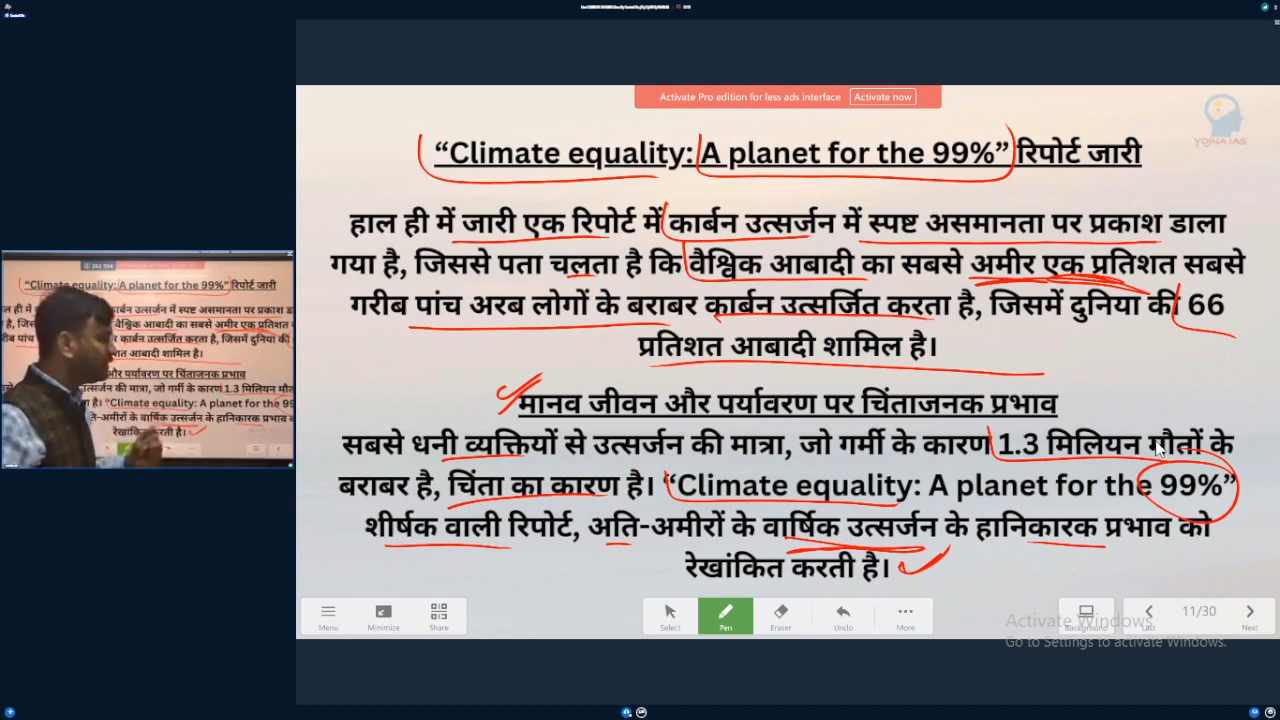 Activate Pro edition for less ads interface Activate now
YOJNA IAS
“Climate equality: A planet for the 99%” रिपोर्ट जारी
हाल ही में जारी एक रिपोर्ट में कार्बन उत्सर्जन में स्पष्ट असमानता पर प्रकाश डाला
गया है, जिससे पता चलता है कि वैश्विक आबादी का सबसे अमीर एक प्रतिशत सबसे
गरीब पांच अरब लोगों के बराबर कार्बन उत्सर्जित करता है, जिसमें दुनिया की 66
प्रतिशत आबादी शामिल है।
मानव जीवन और पर्यावरण पर चिंताजनक प्रभाव
सबसे धनी व्यक्तियों से उत्सर्जन की मात्रा, जो गर्मी के कारण 1.3 मिलियन मौतों के
बराबर है, चिंता का कारण है। “Climate equality: A planet for the 99%”
शीर्षक वाली रिपोर्ट, अति-अमीरों के वार्षिक उत्सर्जन के हानिकारक प्रभाव को
रेखांकित करती है।
Menu Minimize Share Select Pen Eraser Undo More Background Last 11/30 Next
Activate Windows
Go to Settings to activate Windows.